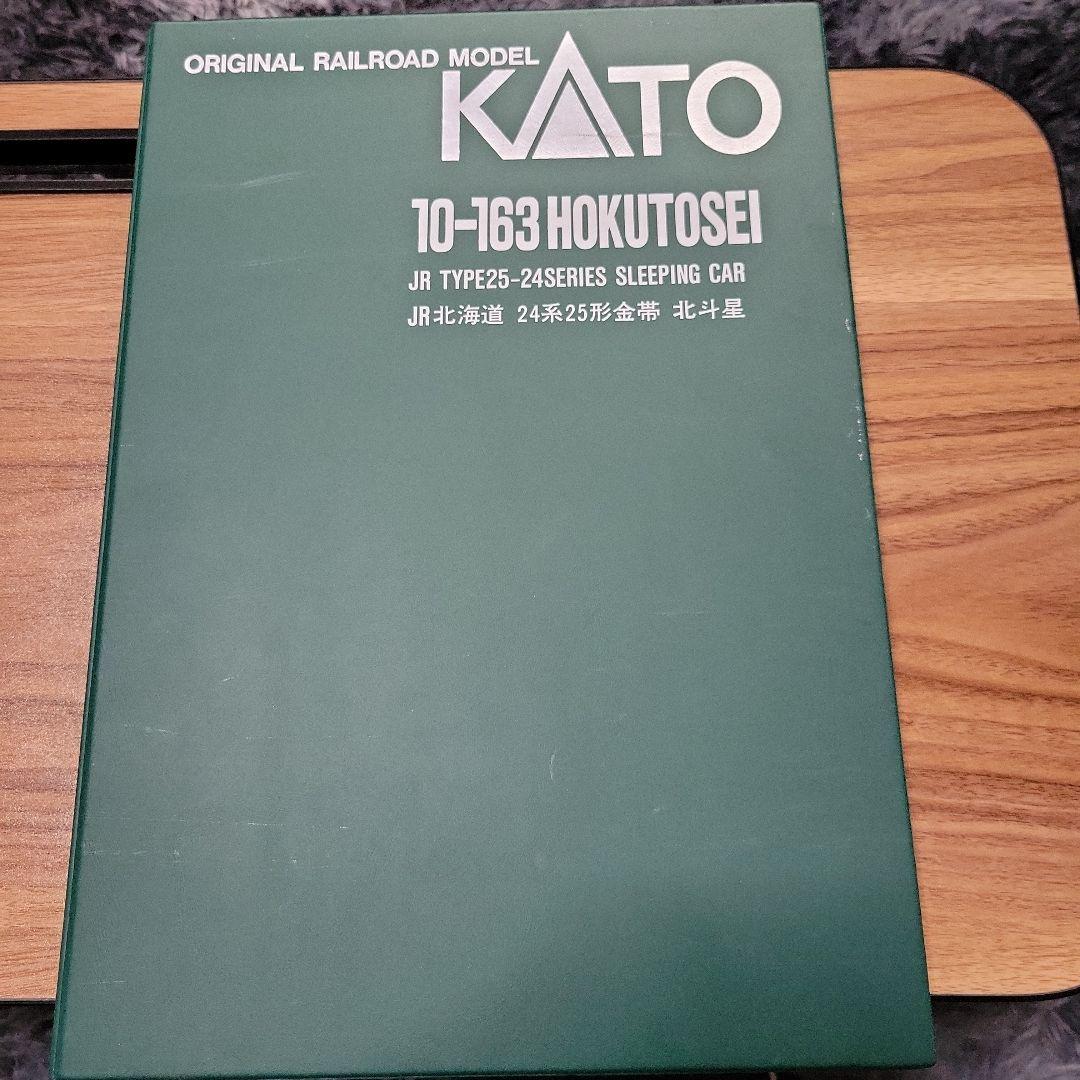 ORIGINAL RAILROAD MODEL
KATO
10-163 HOKUTOSEI
JR TYPE25-24SERIES SLEEPING CAR
JR北海道 24系25形金帯 北斗星